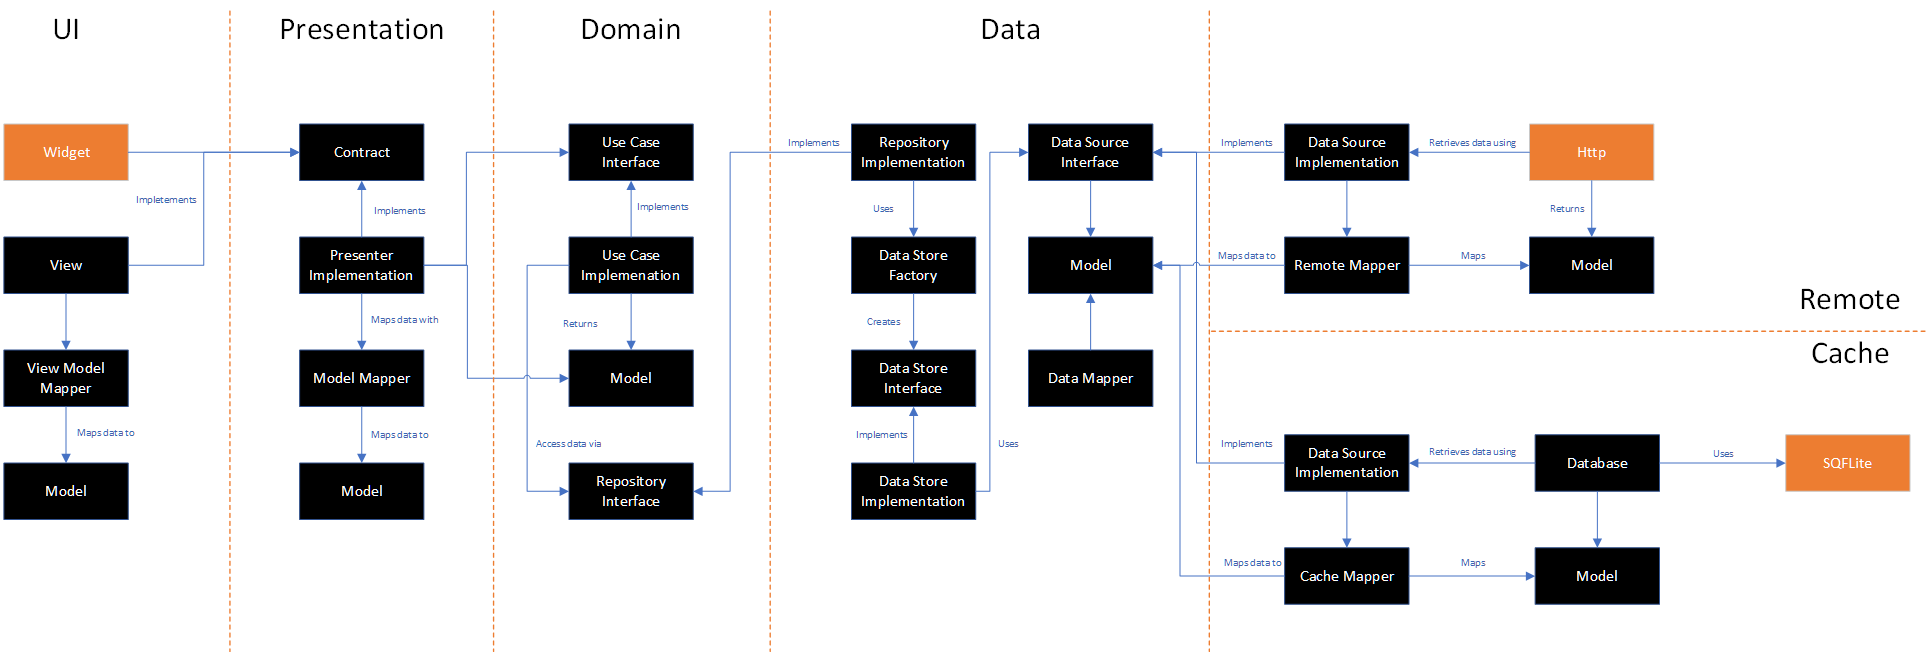 UI
Presentation
Domain
Data
Widget
Contract
Use Case
Interface
Implements
Repository
Implementation
Data Source
Interface
Implements
Data Source
Implementation
Retrieves data using
Http
Impletements
Implements
Implements
Uses
Returns
View
Presenter
Implementation
Use Case
Implemenation
Data Store
Factory
Model
Maps data to
Remote Mapper
Maps
Model
Remote
Maps data with
Returns
Creates
Cache
View Model
Mapper
Model Mapper
Model
Data Store
Interface
Data Mapper
Maps data to
Maps data to
Access data via
Implements
Uses
Implements
Data Source
Implementation
Retrieves data using
Database
Uses
SQFLite
Model
Model
Repository
Interface
Data Store
Implementation
Maps data to
Cache Mapper
Maps
Model